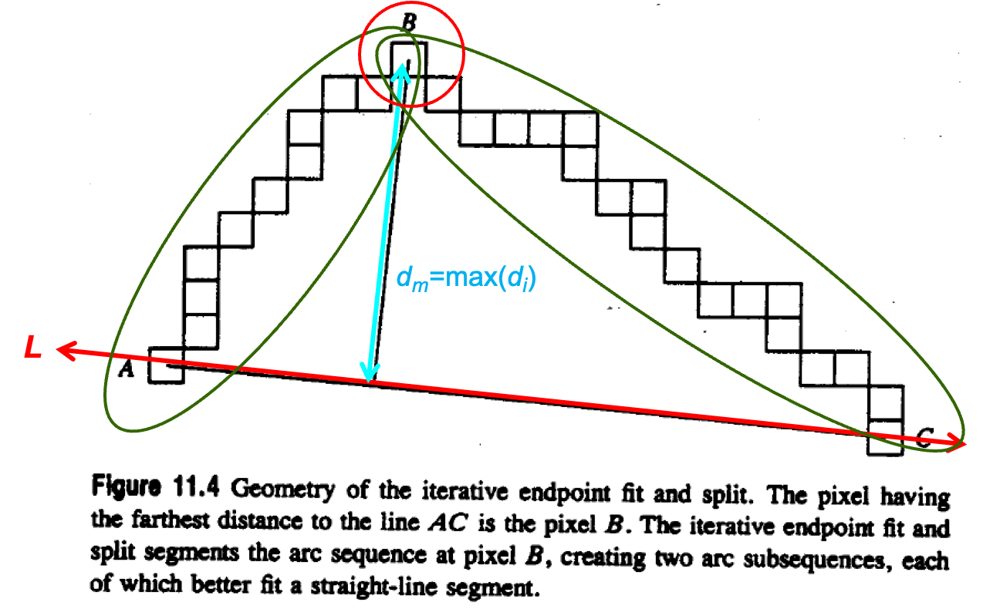 B
d_m=max(d_i)
L
A
C
Figure 11.4 Geometry of the iterative endpoint fit and split. The pixel having
the farthest distance to the line AC is the pixel B. The iterative endpoint fit and
split segments the arc sequence at pixel B, creating two arc subsequences, each
of which better fit a straight-line segment.